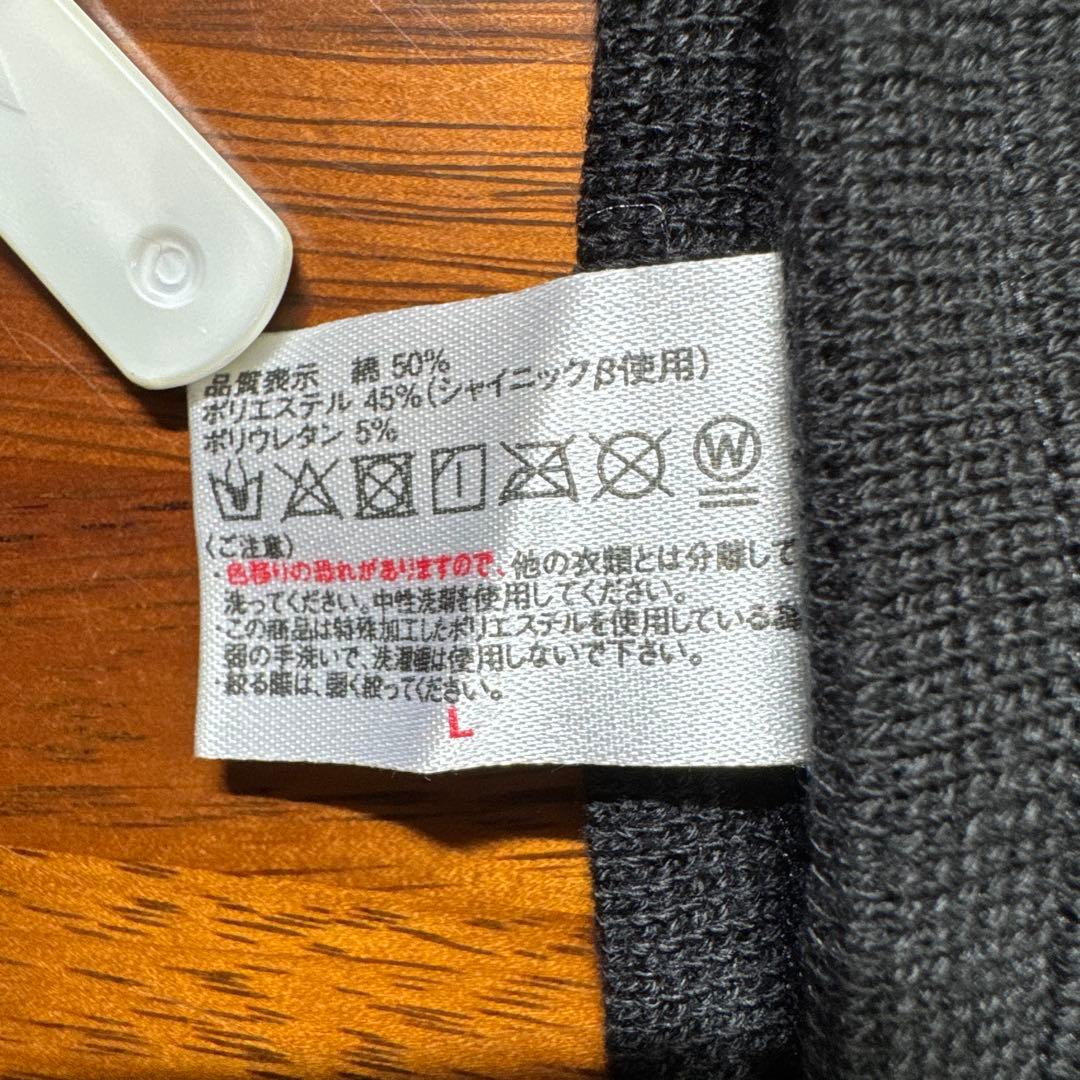 品質表示 綿 50%
ポリエステル 45%(シャイニックβ使用)
ポリウレタン 5%
W
〈ご注意〉
・色移りの恐れがありますので、他の衣類とは分離して
洗ってください。中性洗剤を使用してください。
・この商品は特殊加工したポリエステルを使用している為
弱の手洗いで、洗濯機は使用しないで下さい。
・絞る際は、弱く絞ってください。
L